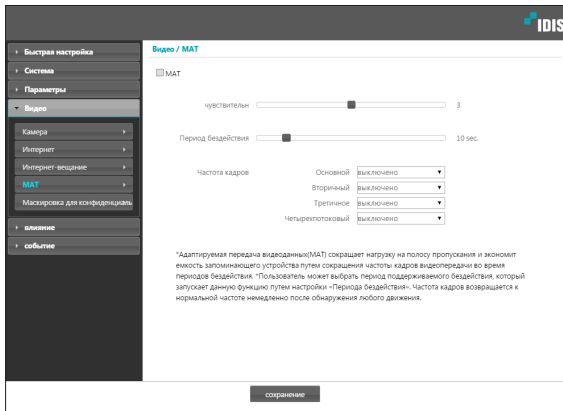 IDIS
Быстрая настройка
Система
Параметры
Видео
Камера
Интернет
Интернет-вещание
МАТ
Маскировка для конфиденциаль
влияние
событие
Видео / МАТ
МАТ
чувствительн 3
Период бездействия 10 sec.
Частота кадров Основной выключено
Вторичный выключено
Третичное выключено
Четырехпотоковый выключено
*Адаптируемая передача видеоданных(МАТ) сокращает нагрузку на полосу пропускания и экономит
емкость запоминающего устройства путем сокращения частоты кадров видеопередачи во время
периодов бездействия. *Пользователь может выбрать период поддерживаемого бездействия, который
запускает данную функцию путем настройки «Периода бездействия». Частота кадров возвращается к
нормальной частоте немедленно после обнаружения любого движения.
сохранение